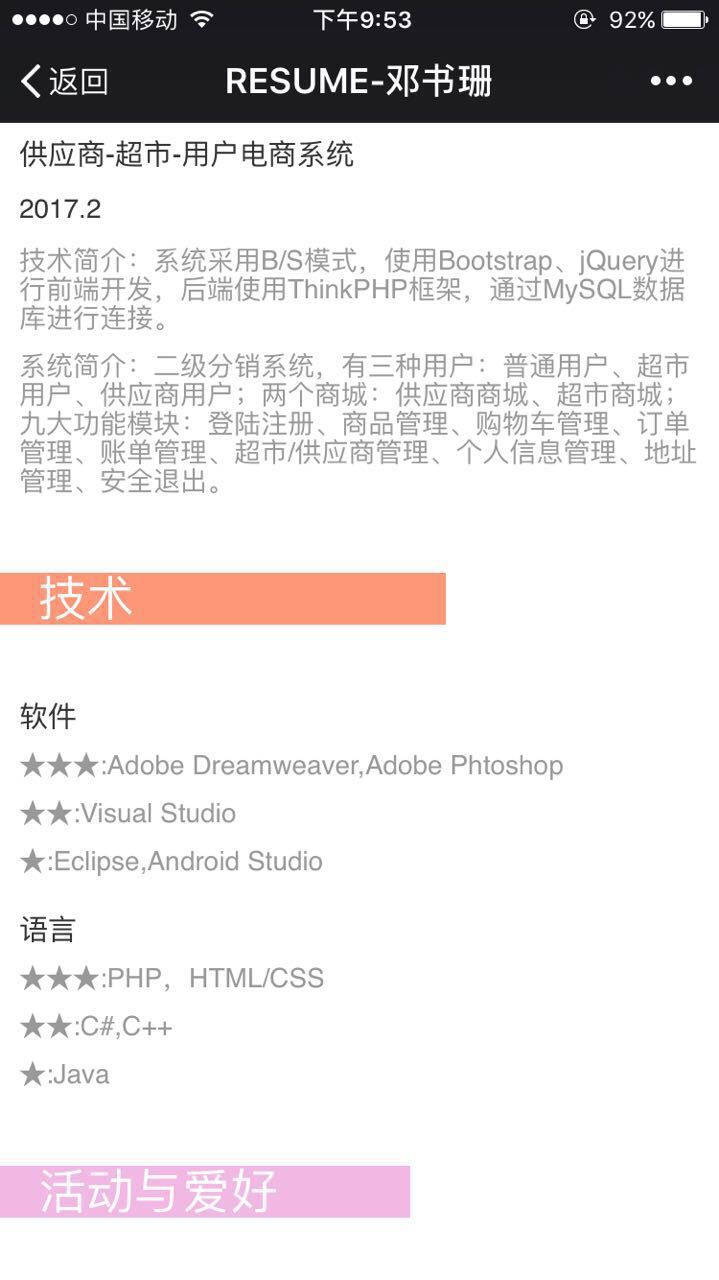 中国移动 下午9:53 92%
返回 RESUME-邓书珊
供应商-超市-用户电商系统
2017.2
技术简介：系统采用B/S模式，使用Bootstrap、jQuery进
行前端开发，后端使用ThinkPHP框架，通过MySQL数据
库进行连接。
系统简介：二级分销系统，有三种用户：普通用户、超市
用户、供应商用户；两个商城：供应商商城、超市商城；
九大功能模块：登陆注册、商品管理、购物车管理、订单
管理、账单管理、超市/供应商管理、个人信息管理、地址
管理、安全退出。
技术
软件
★★★:Adobe Dreamweaver,Adobe Phtoshop
★★:Visual Studio
★:Eclipse,Android Studio
语言
★★★:PHP，HTML/CSS
★★:C#,C++
★:Java
活动与爱好